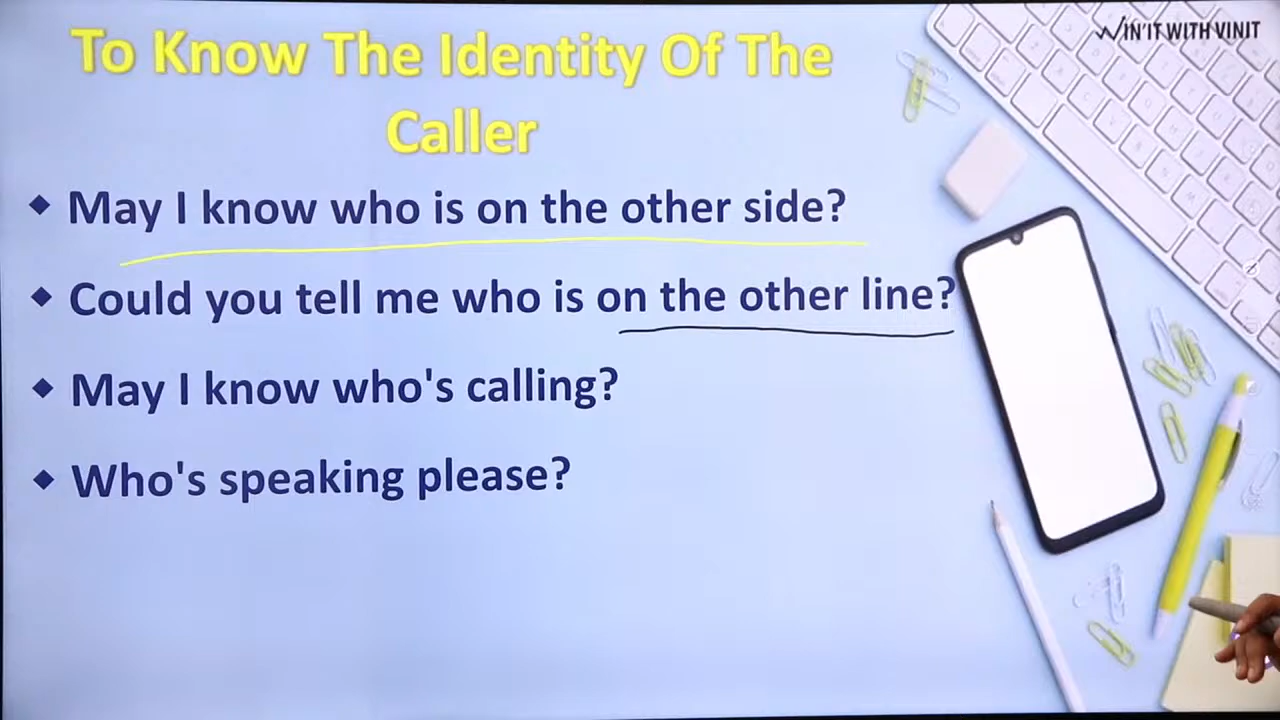 WIN'IT WITH VINIT
To Know The Identity Of The
Caller
May I know who is on the other side?
Could you tell me who is on the other line?
May I know who's calling?
Who's speaking please?